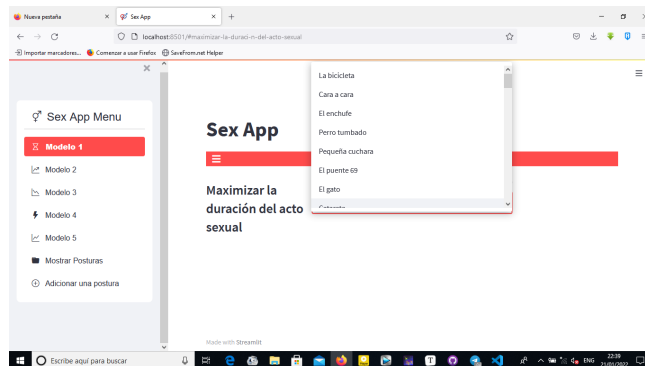 Nueva pestaña
Sex App
localhost:8501/#maximizar-la-duraci-n-del-acto-sexual
Importar marcadores...
Comenzar a usar Firefox
SaveFrom.net Helper
Sex App Menu
Modelo 1
Modelo 2
Modelo 3
Modelo 4
Modelo 5
Mostrar Posturas
Adicionar una postura
Sex App
Maximizar la
duración del acto
sexual
La bicicleta
Cara a cara
El enchufe
Perro tumbado
Pequeña cuchara
El puente 69
El gato
Made with Streamlit
Escribe aquí para buscar
ENG
22:39
21/01/2022